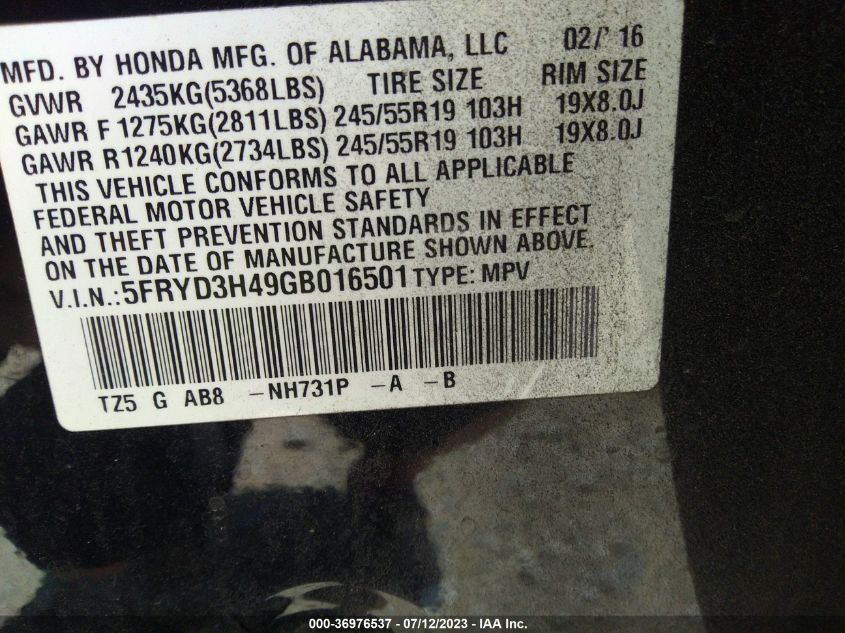 MFD. BY HONDA MFG. OF ALABAMA, LLC 02/ 16
GVWR 2435KG(5368LBS) TIRE SIZE RIM SIZE
GAWR F 1275KG(2811LBS) 245/55R19 103H 19X8.0J
GAWR R1240KG(2734LBS) 245/55R19 103H 19X8.0J
THIS VEHICLE CONFORMS TO ALL APPLICABLE
FEDERAL MOTOR VEHICLE SAFETY
AND THEFT PREVENTION STANDARDS IN EFFECT
ON THE DATE OF MANUFACTURE SHOWN ABOVE.
V.I.N.:5FRYD3H49GB016501 TYPE: MPV
TZ5 G AB8 -NH731P -A -B
000-36976537 - 07/12/2023 - IAA Inc.